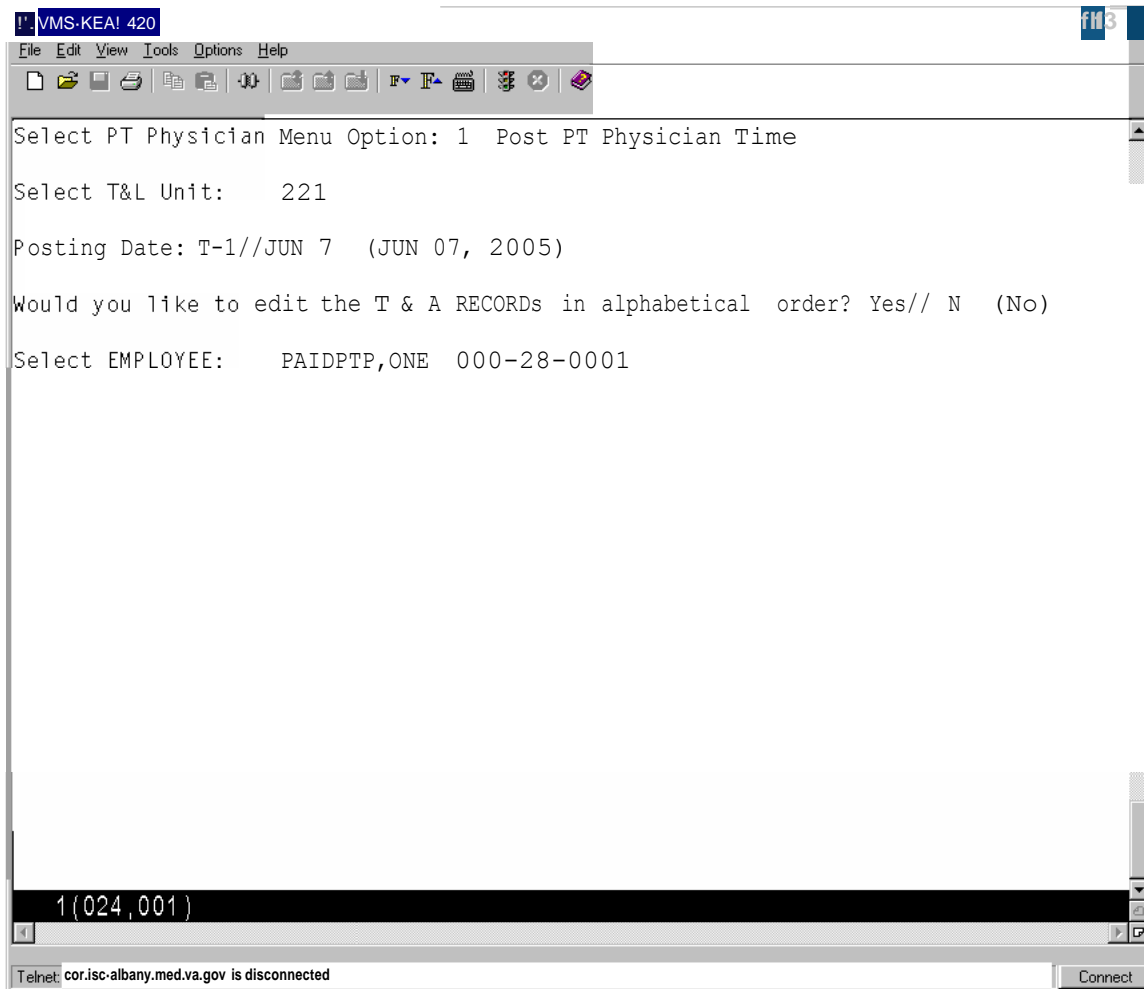 VMS-KEA! 420
File Edit View Tools Options Help
Select PT Physician Menu Option: 1 Post PT Physician Time
Select T&L Unit: 221
Posting Date: T-1//JUN 7 (JUN 07, 2005)
Would you like to edit the T & A RECORDs in alphabetical order? Yes// N (No)
Select EMPLOYEE: PAIDPTP,ONE 000-28-0001
1(024,001)
Telnet: cor.isc-albany.med.va.gov is disconnected
Connect